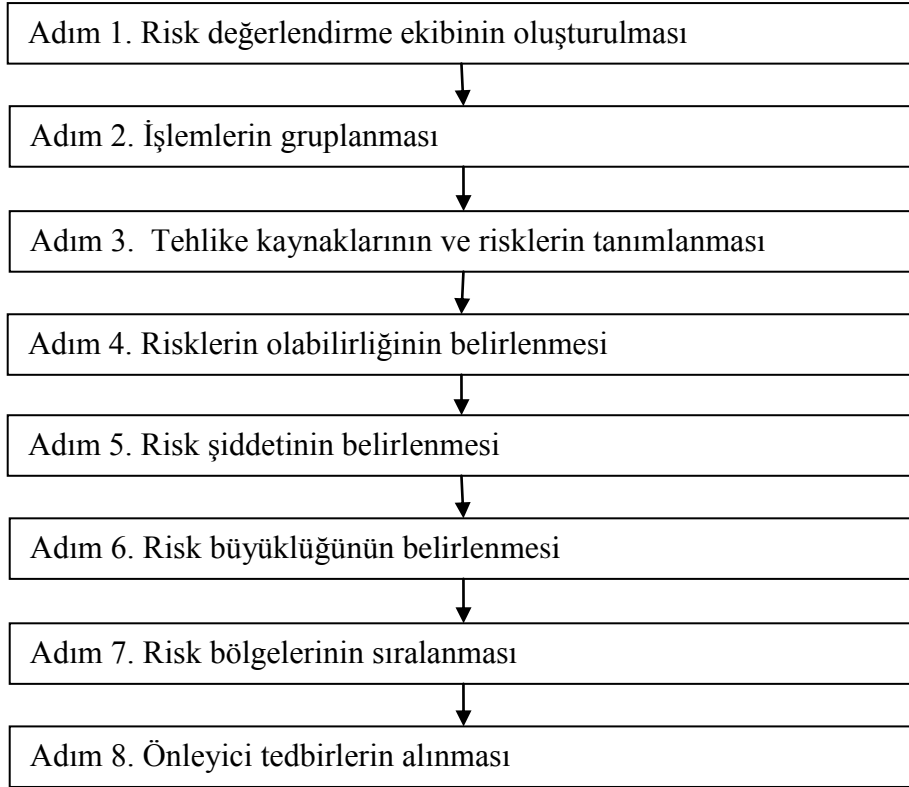 Adım 1. Risk değerlendirme ekibinin oluşturulması
Adım 2. İşlemlerin gruplanması
Adım 3. Tehlike kaynaklarının ve risklerin tanımlanması
Adım 4. Risklerin olabilirliğinin belirlenmesi
Adım 5. Risk şiddetinin belirlenmesi
Adım 6. Risk büyüklüğünün belirlenmesi
Adım 7. Risk bölgelerinin sıralanması
Adım 8. Önleyici tedbirlerin alınması